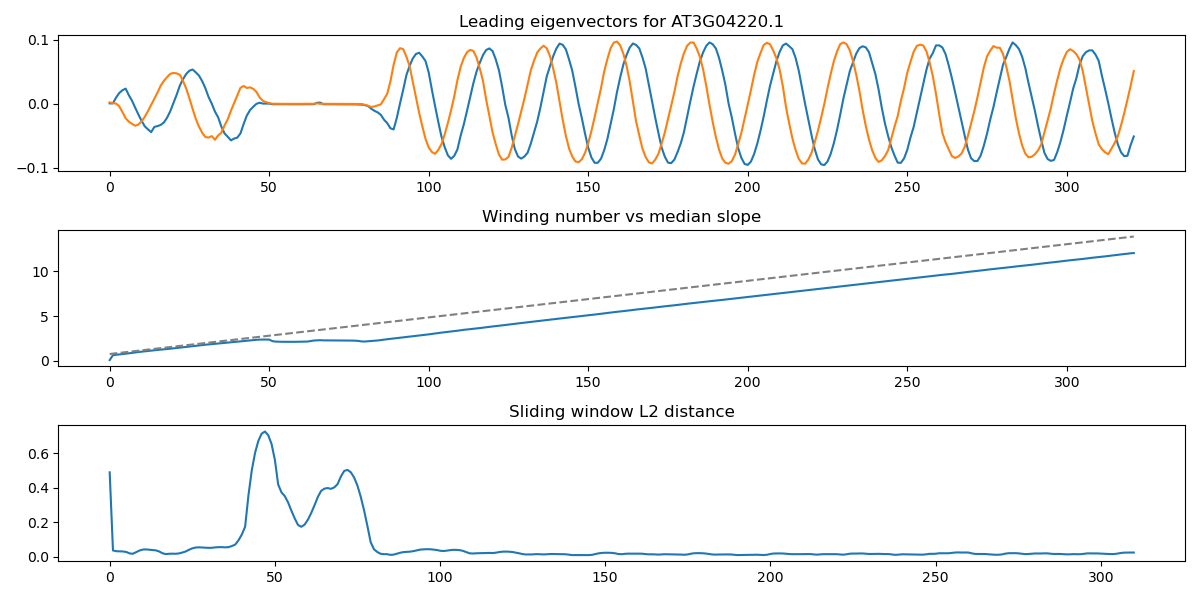 Leading eigenvectors for AT3G04220.1
0.1
0.0
−0.1
0 50 100 150 200 250 300
Winding number vs median slope
10
5
0
0 50 100 150 200 250 300
Sliding window L2 distance
0.6
0.4
0.2
0.0
0 50 100 150 200 250 300